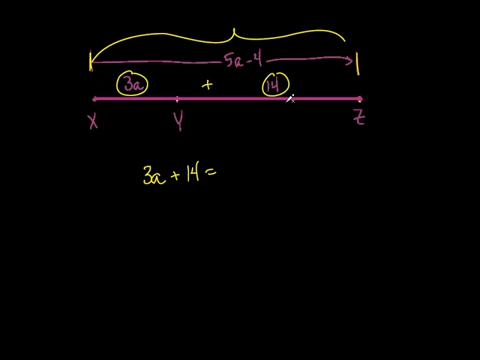 5a-4
3a + 14
X Y Z
3a + 14 =